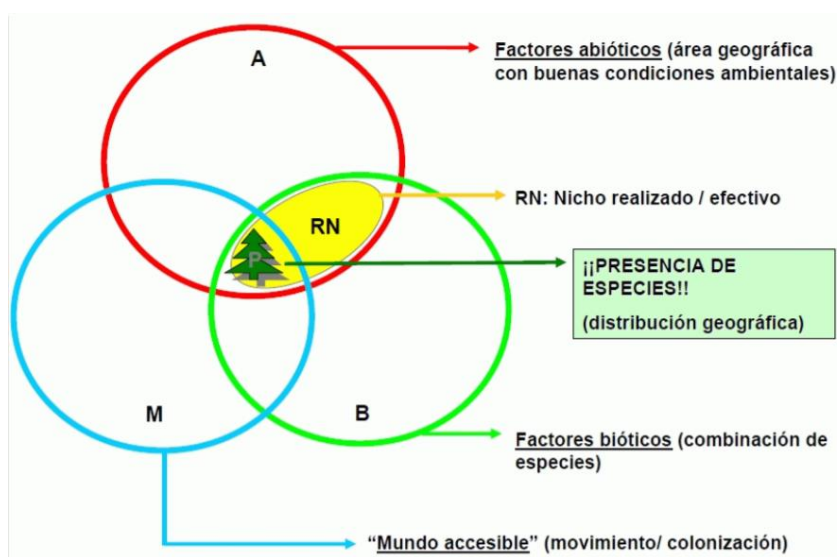 A
Factores abióticos (área geográfica
con buenas condiciones ambientales)
RN: Nicho realizado / efectivo
RN
P
¡¡PRESENCIA DE
ESPECIES!!
(distribución geográfica)
M
B
Factores bióticos (combinación de
especies)
“Mundo accesible” (movimiento/ colonización)